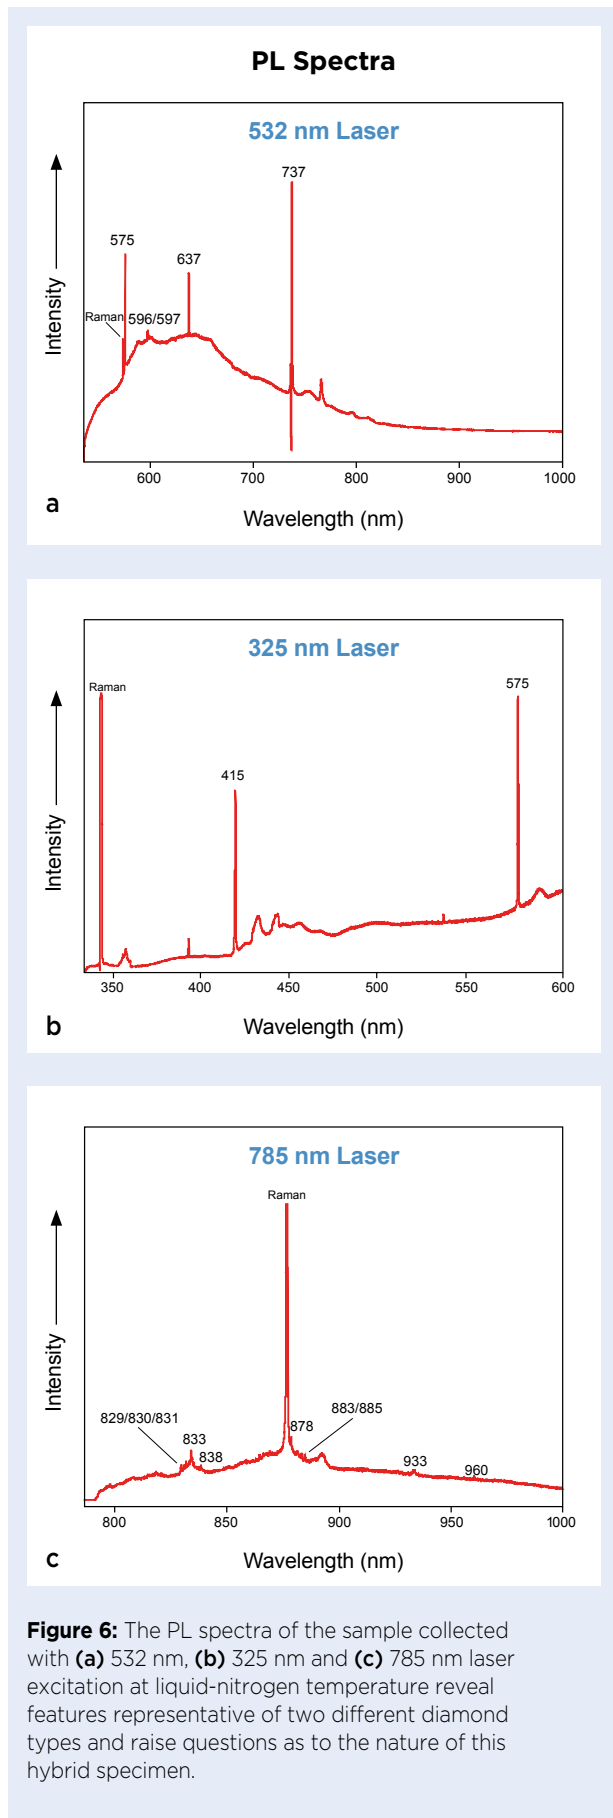 PL Spectra
532 nm Laser
737
575
637
Raman
596/597
Intensity
600
700
800
900
1000
a
Wavelength (nm)
325 nm Laser
Raman
575
415
Intensity
350
400
450
500
550
600
b
Wavelength (nm)
785 nm Laser
Raman
829/830/831
833
838
878
883/885
933
960
Intensity
800
850
900
950
1000
c
Wavelength (nm)
Figure 6: The PL spectra of the sample collected
with (a) 532 nm, (b) 325 nm and (c) 785 nm laser
excitation at liquid-nitrogen temperature reveal
features representative of two different diamond
types and raise questions as to the nature of this
hybrid specimen.